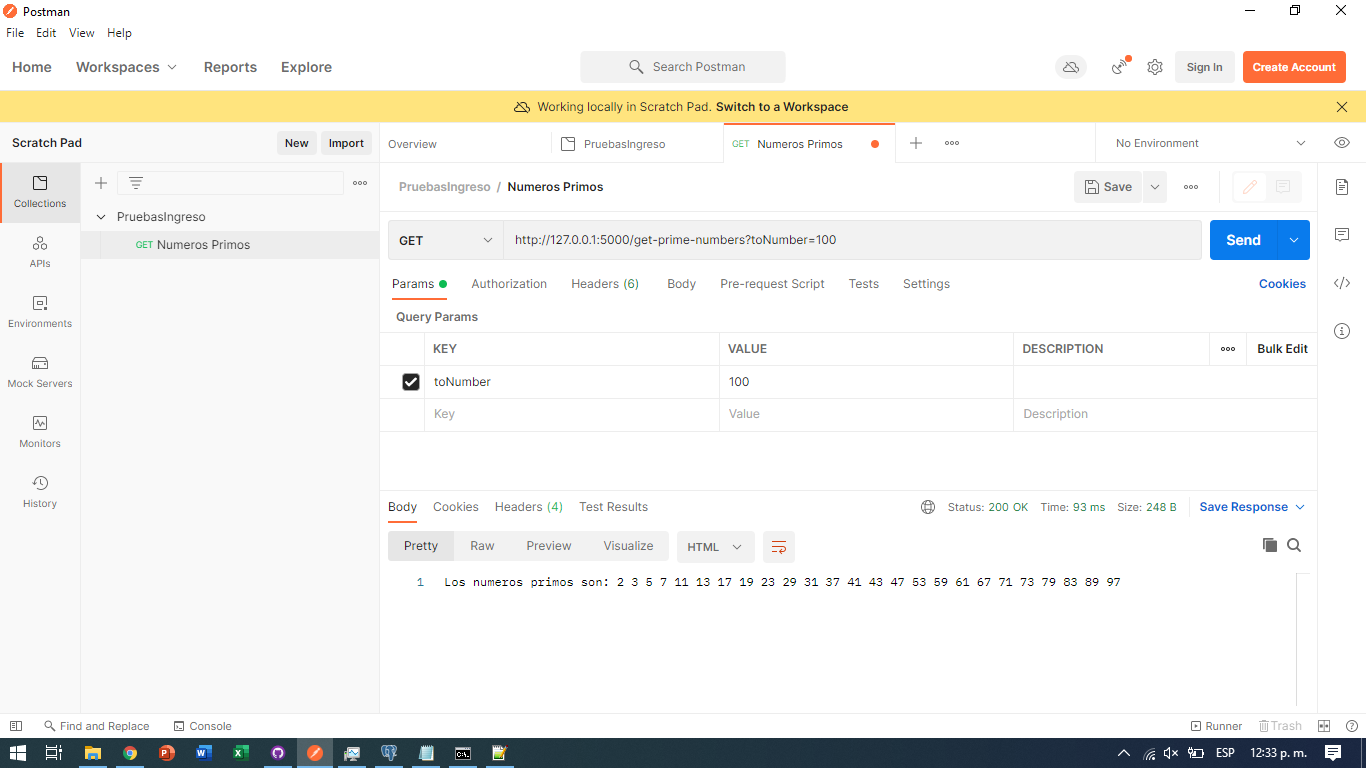 Postman
File Edit View Help
Home Workspaces Reports Explore Search Postman Sign In Create Account
Working locally in Scratch Pad. Switch to a Workspace
Scratch Pad New Import
Overview PruebasIngreso GET Numeros Primos No Environment
Collections
APIs
Environments
Mock Servers
Monitors
History
PruebasIngreso
GET Numeros Primos
PruebasIngreso / Numeros Primos Save
GET http://127.0.0.1:5000/get-prime-numbers?toNumber=100 Send
Params Authorization Headers (6) Body Pre-request Script Tests Settings Cookies
Query Params
KEY VALUE DESCRIPTION Bulk Edit
toNumber 100
Key Value Description
Body Cookies Headers (4) Test Results Status: 200 OK Time: 93 ms Size: 248 B Save Response
Pretty Raw Preview Visualize HTML
1 Los numeros primos son: 2 3 5 7 11 13 17 19 23 29 31 37 41 43 47 53 59 61 67 71 73 79 83 89 97
Find and Replace Console Runner Trash
ESP 12:33 p. m.